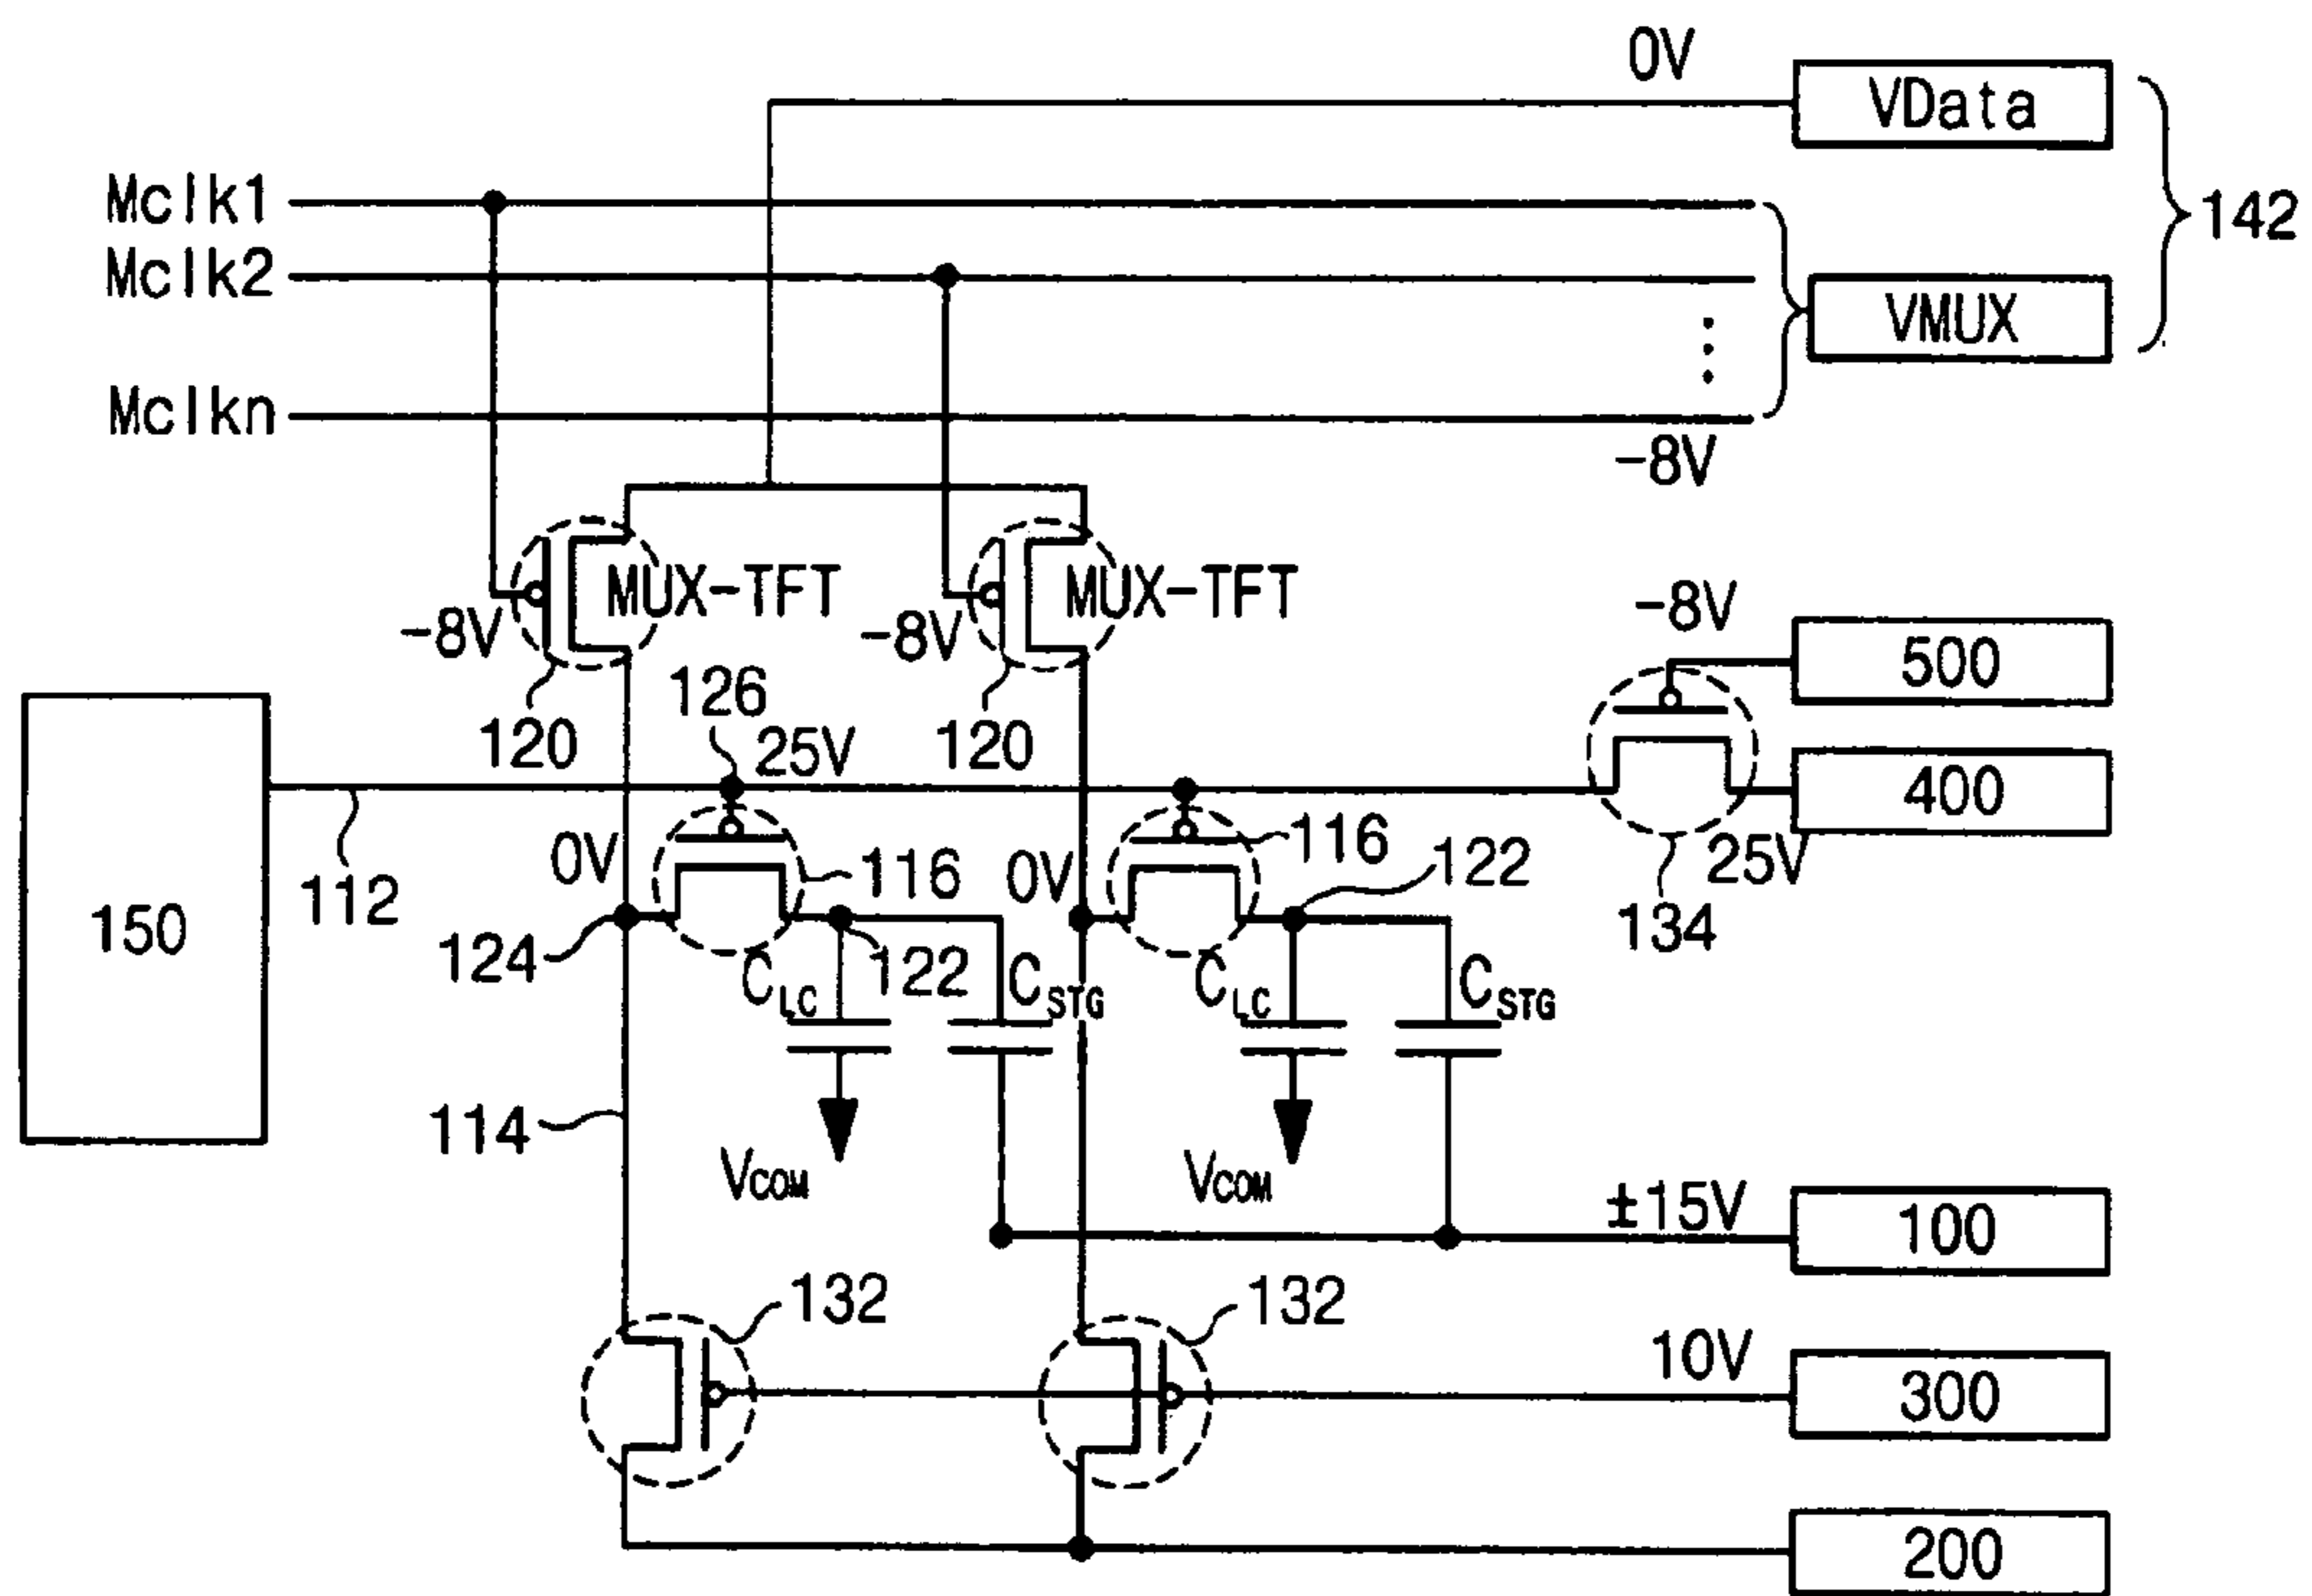 0V
VData
142
Mclk1
Mclk2
VMUX
Mclkn
-8V
MUX-TFT
MUX-TFT
-8V
-8V
-8V
500
120
126
25V
120
400
25V
150
112
0V
116
0V
116
122
134
124
CLC
122
CSTG
CLC
CSTG
114
VCOM
VCOM
±15V
100
132
132
10V
300
200